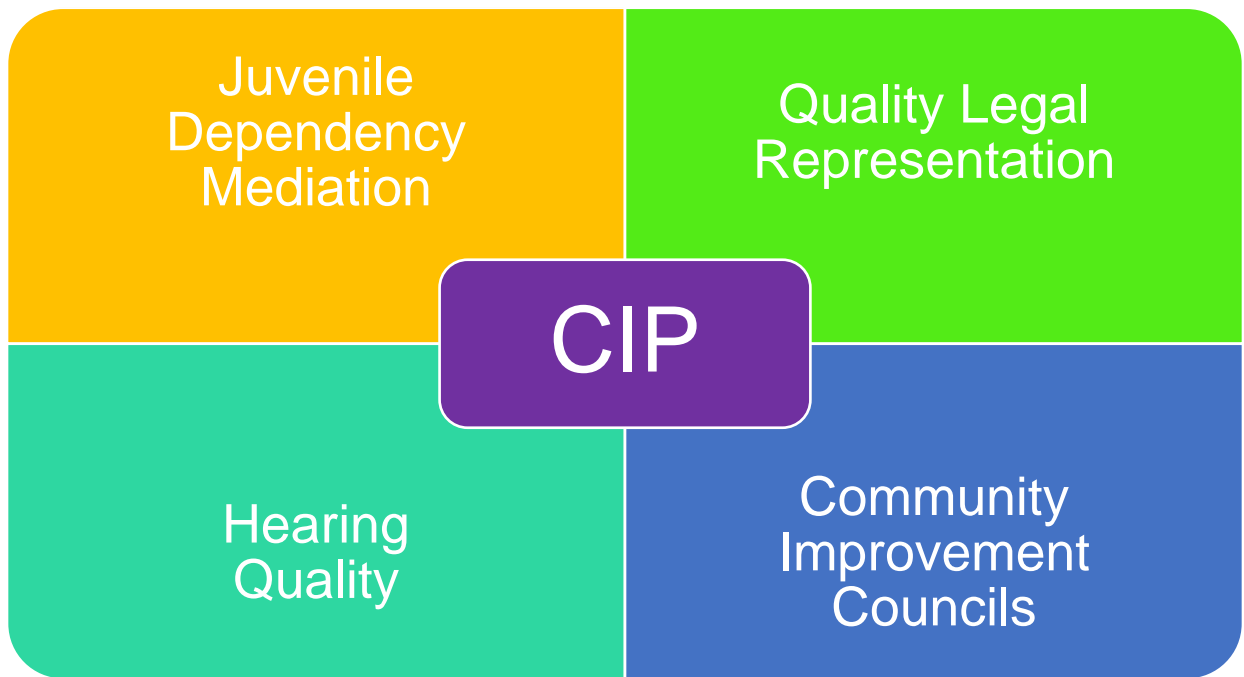 Juvenile
Dependency
Mediation
Quality Legal
Representation
CIP
Hearing
Quality
Community
Improvement
Councils